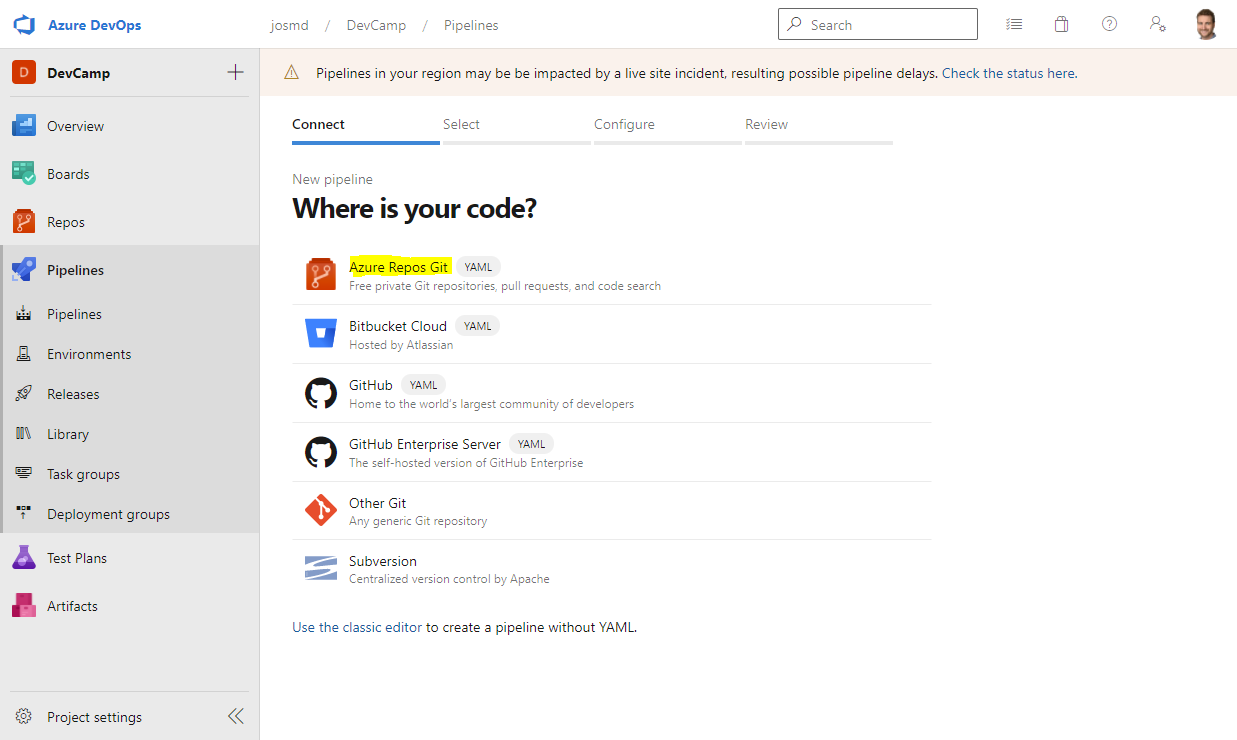 Azure DevOps
josmd / DevCamp / Pipelines
Search
D DevCamp
Overview
Boards
Repos
Pipelines
Pipelines
Environments
Releases
Library
Task groups
Deployment groups
Test Plans
Artifacts
Project settings
Pipelines in your region may be be impacted by a live site incident, resulting possible pipeline delays. Check the status here.
Connect Select Configure Review
New pipeline
Where is your code?
Azure Repos Git YAML
Free private Git repositories, pull requests, and code search
Bitbucket Cloud YAML
Hosted by Atlassian
GitHub YAML
Home to the world's largest community of developers
GitHub Enterprise Server YAML
The self-hosted version of GitHub Enterprise
Other Git
Any generic Git repository
Subversion
Centralized version control by Apache
Use the classic editor to create a pipeline without YAML.